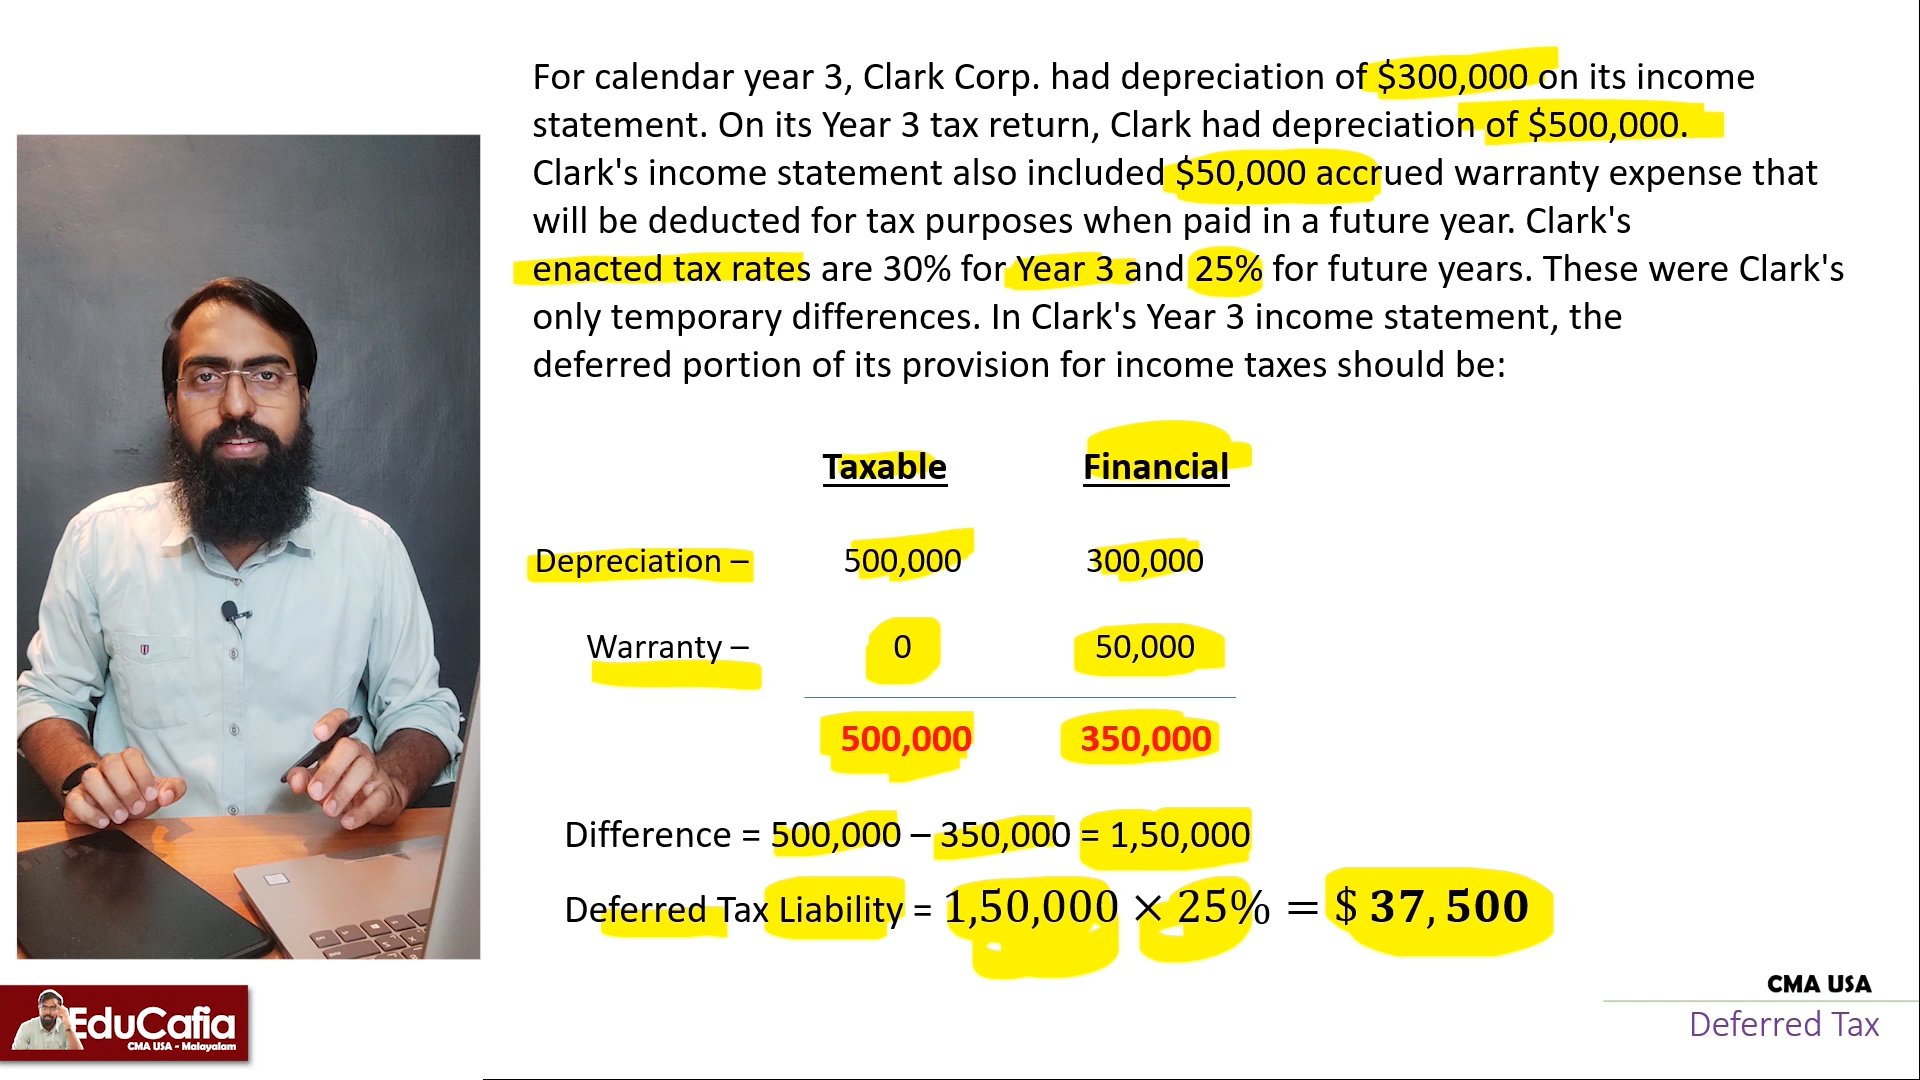 For calendar year 3, Clark Corp. had depreciation of $300,000 on its income
statement. On its Year 3 tax return, Clark had depreciation of $500,000.
Clark's income statement also included $50,000 accrued warranty expense that
will be deducted for tax purposes when paid in a future year. Clark's
enacted tax rates are 30% for Year 3 and 25% for future years. These were Clark's
only temporary differences. In Clark's Year 3 income statement, the
deferred portion of its provision for income taxes should be:
Taxable Financial
Depreciation – 500,000 300,000
Warranty – 0 50,000
500,000 350,000
Difference = 500,000 – 350,000 = 1,50,000
Deferred Tax Liability = 1,50,000 × 25% = $ 37,500
CMA USA
Deferred Tax
EduCafia
CMA USA - Malayalam